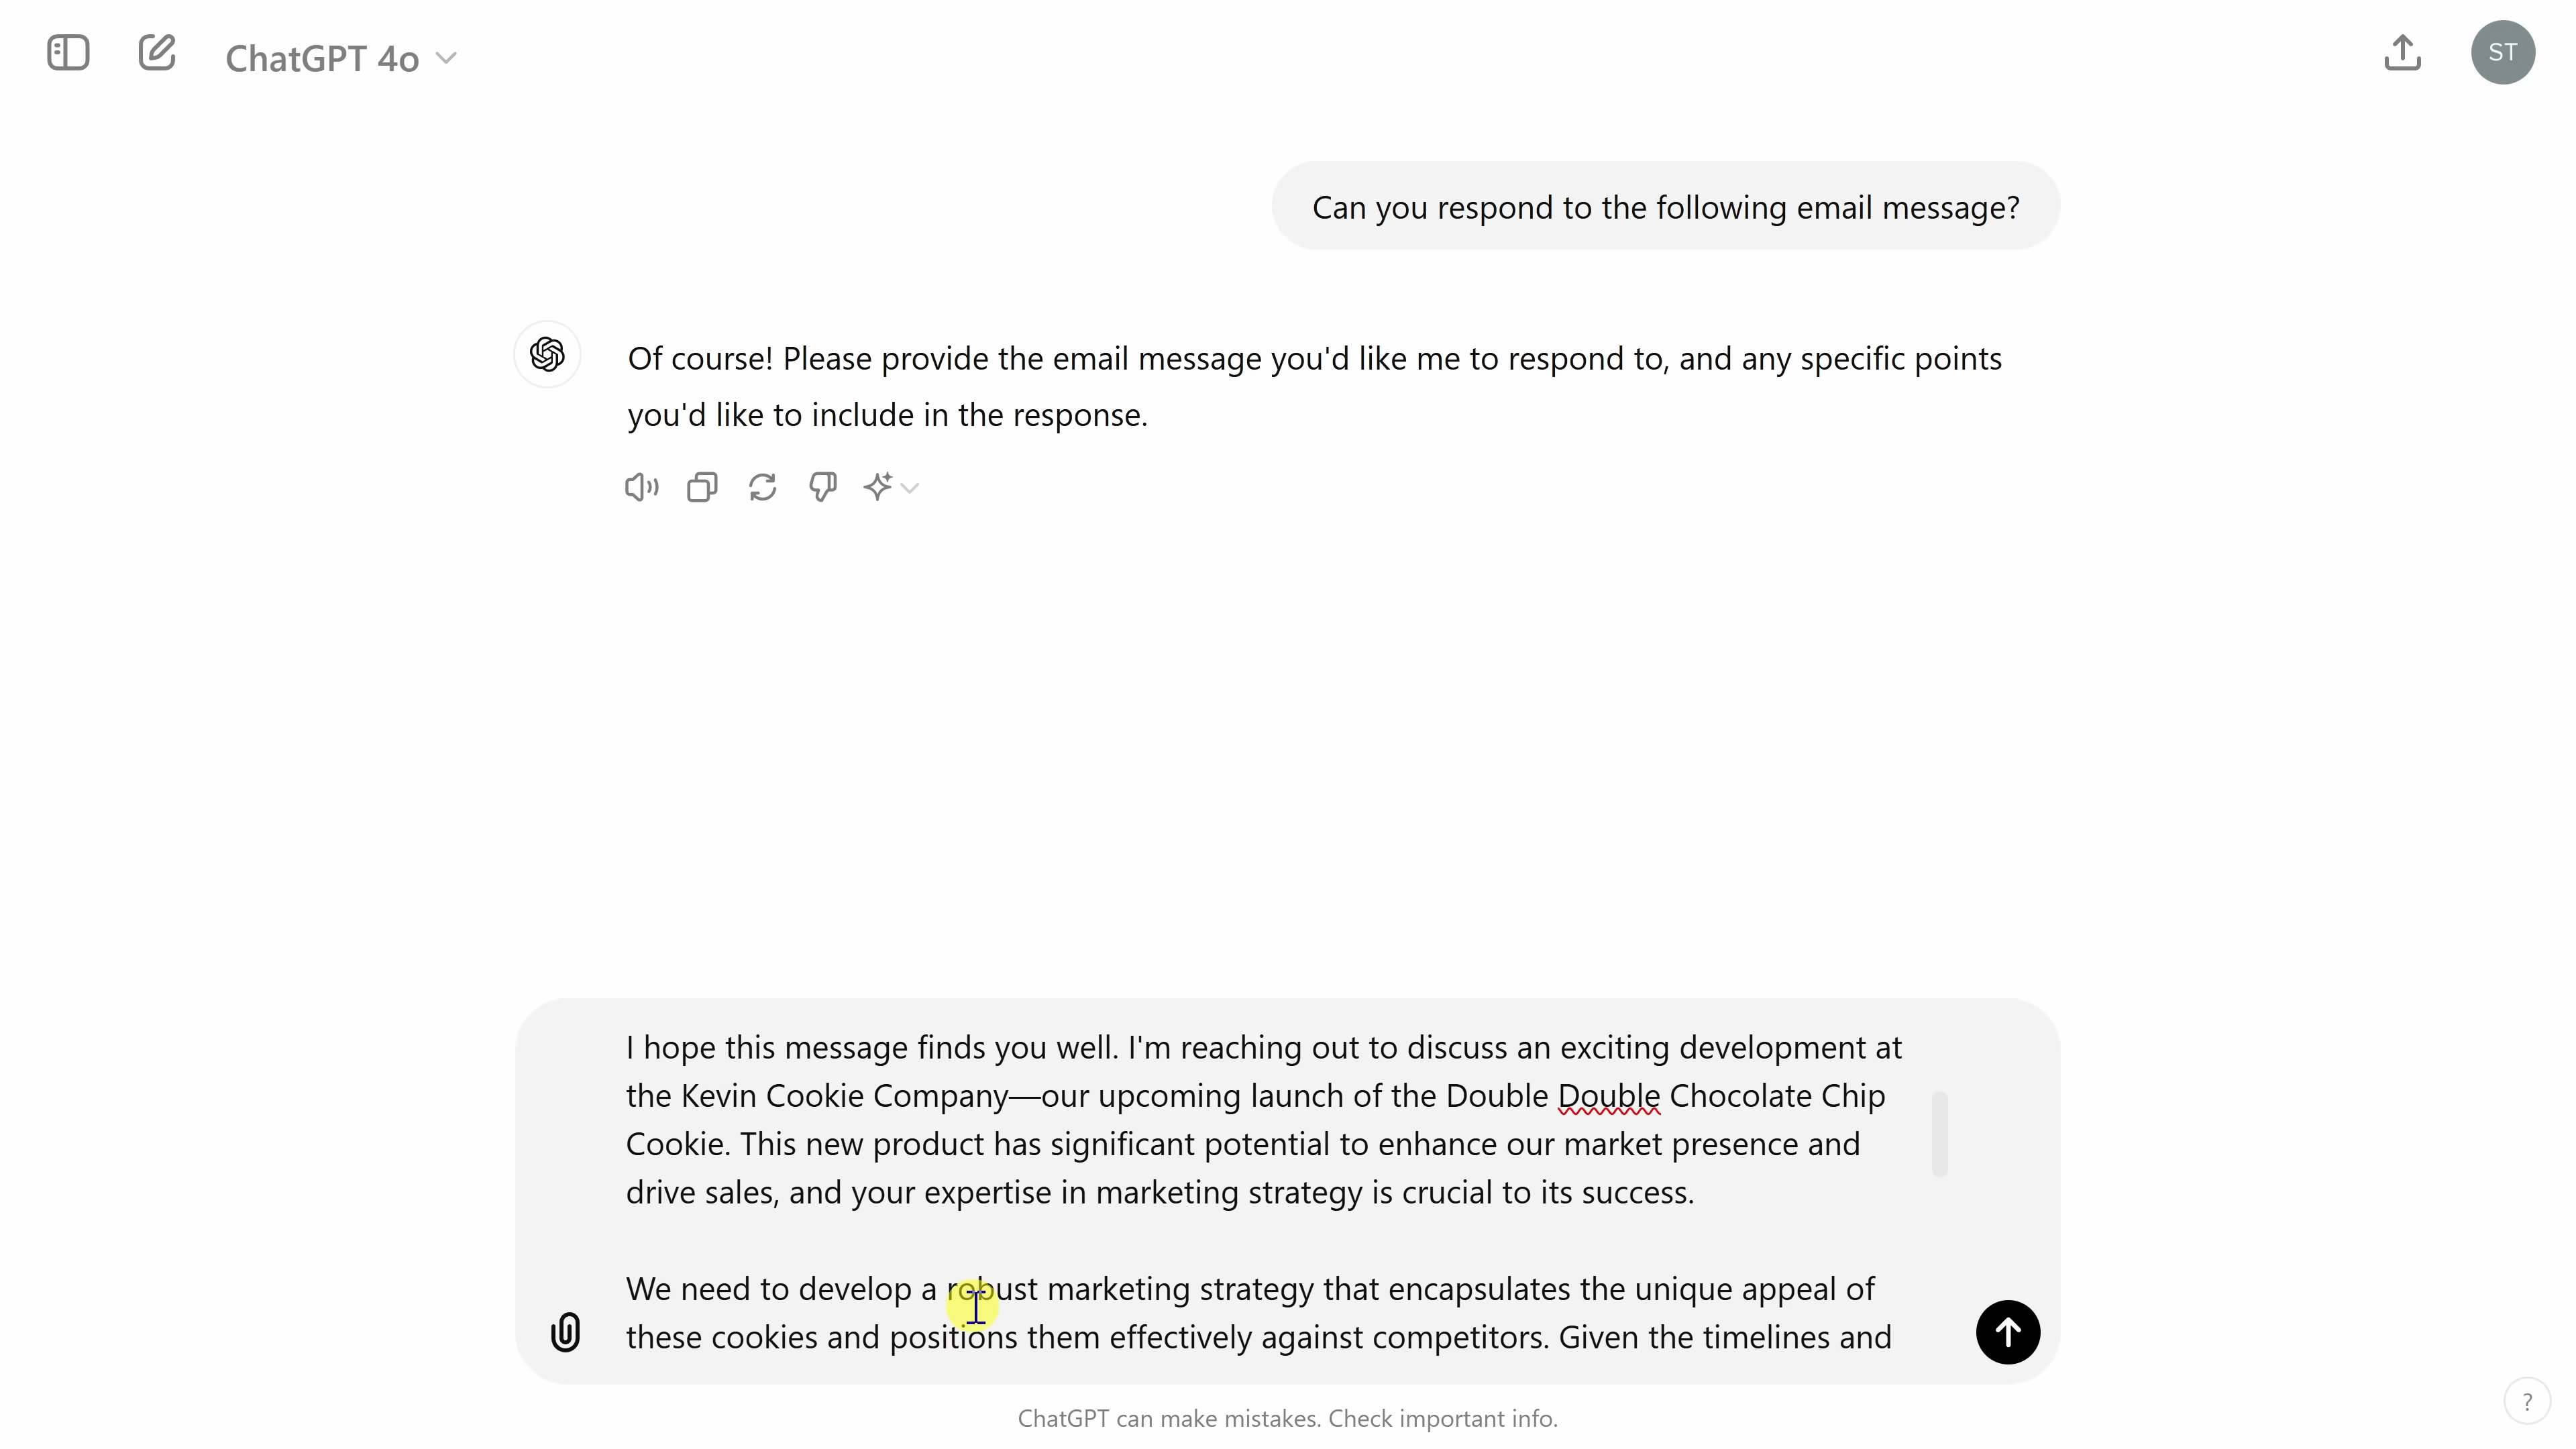 ChatGPT 4o
ST
Can you respond to the following email message?
Of course! Please provide the email message you'd like me to respond to, and any specific points
you'd like to include in the response.
I hope this message finds you well. I'm reaching out to discuss an exciting development at
the Kevin Cookie Company—our upcoming launch of the Double Double Chocolate Chip
Cookie. This new product has significant potential to enhance our market presence and
drive sales, and your expertise in marketing strategy is crucial to its success.
We need to develop a robust marketing strategy that encapsulates the unique appeal of
these cookies and positions them effectively against competitors. Given the timelines and
ChatGPT can make mistakes. Check important info.
?